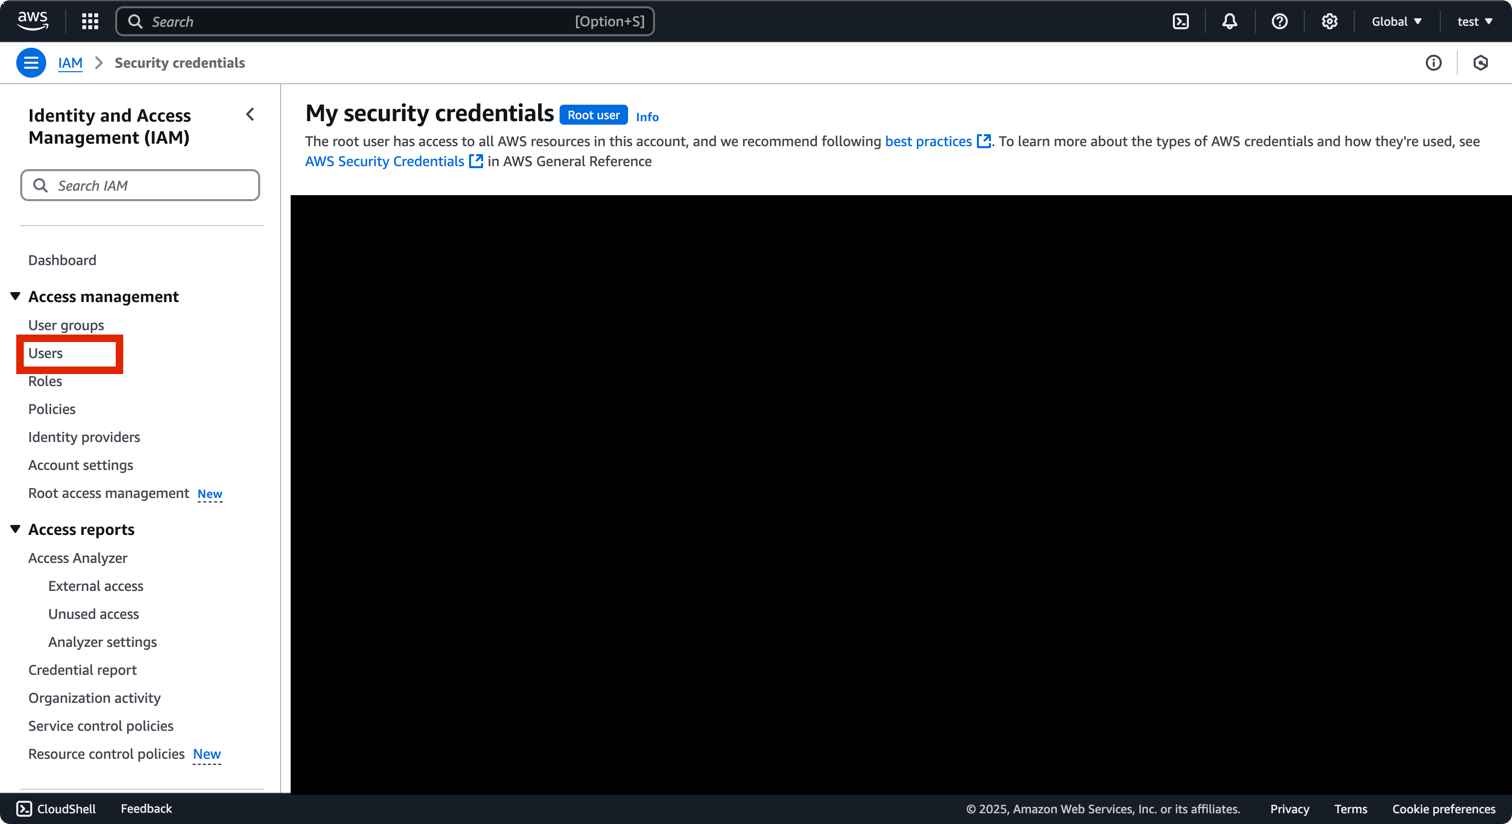 aws
Search [Option+S]
Global ▼ test ▼
IAM > Security credentials
Identity and Access
Management (IAM)
Search IAM
Dashboard
Access management
User groups
Users
Roles
Policies
Identity providers
Account settings
Root access management New
Access reports
Access Analyzer
External access
Unused access
Analyzer settings
Credential report
Organization activity
Service control policies
Resource control policies New
My security credentials Root user Info
The root user has access to all AWS resources in this account, and we recommend following best practices. To learn more about the types of AWS credentials and how they're used, see
AWS Security Credentials in AWS General Reference
CloudShell Feedback © 2025, Amazon Web Services, Inc. or its affiliates. Privacy Terms Cookie preferences